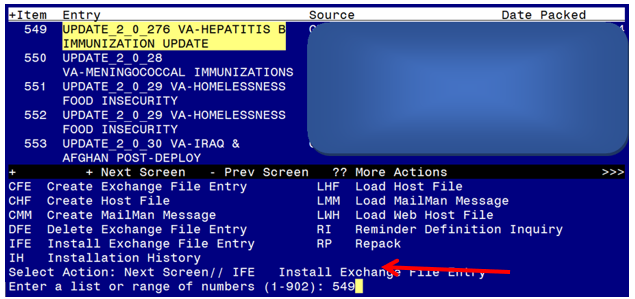 +Item  Entry  Source  Date Packed
549  UPDATE_2_0_276 VA-HEPATITIS B
IMMUNIZATION UPDATE
550  UPDATE_2_0_28
VA-MENINGOCOCCAL IMMUNIZATIONS
551  UPDATE_2_0_29 VA-HOMELESSNESS
FOOD INSECURITY
552  UPDATE_2_0_29 VA-HOMELESSNESS
FOOD INSECURITY
553  UPDATE_2_0_30 VA-IRAQ &
AFGHAN POST-DEPLOY
+  + Next Screen  - Prev Screen  ?? More Actions  >>>
CFE  Create Exchange File Entry  LHF  Load Host File
CHF  Create Host File  LMM  Load MailMan Message
CMM  Create MailMan Message  LWH  Load Web Host File
DFE  Delete Exchange File Entry  RI  Reminder Definition Inquiry
IFE  Install Exchange File Entry  RP  Repack
IH  Installation History
Select Action: Next Screen// IFE  Install Exchange File Entry
Enter a list or range of numbers (1-902): 549